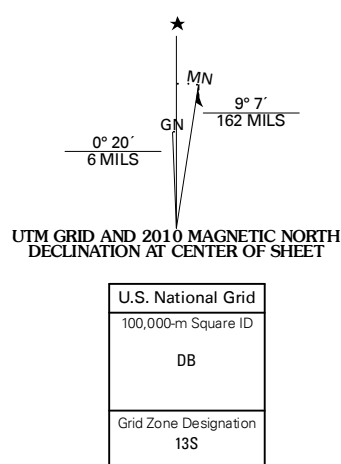 MN
9° 7´
162 MILS
GN
0° 20´
6 MILS
UTM GRID AND 2010 MAGNETIC NORTH
DECLINATION AT CENTER OF SHEET
U.S. National Grid
100,000-m Square ID
DB
Grid Zone Designation
13S